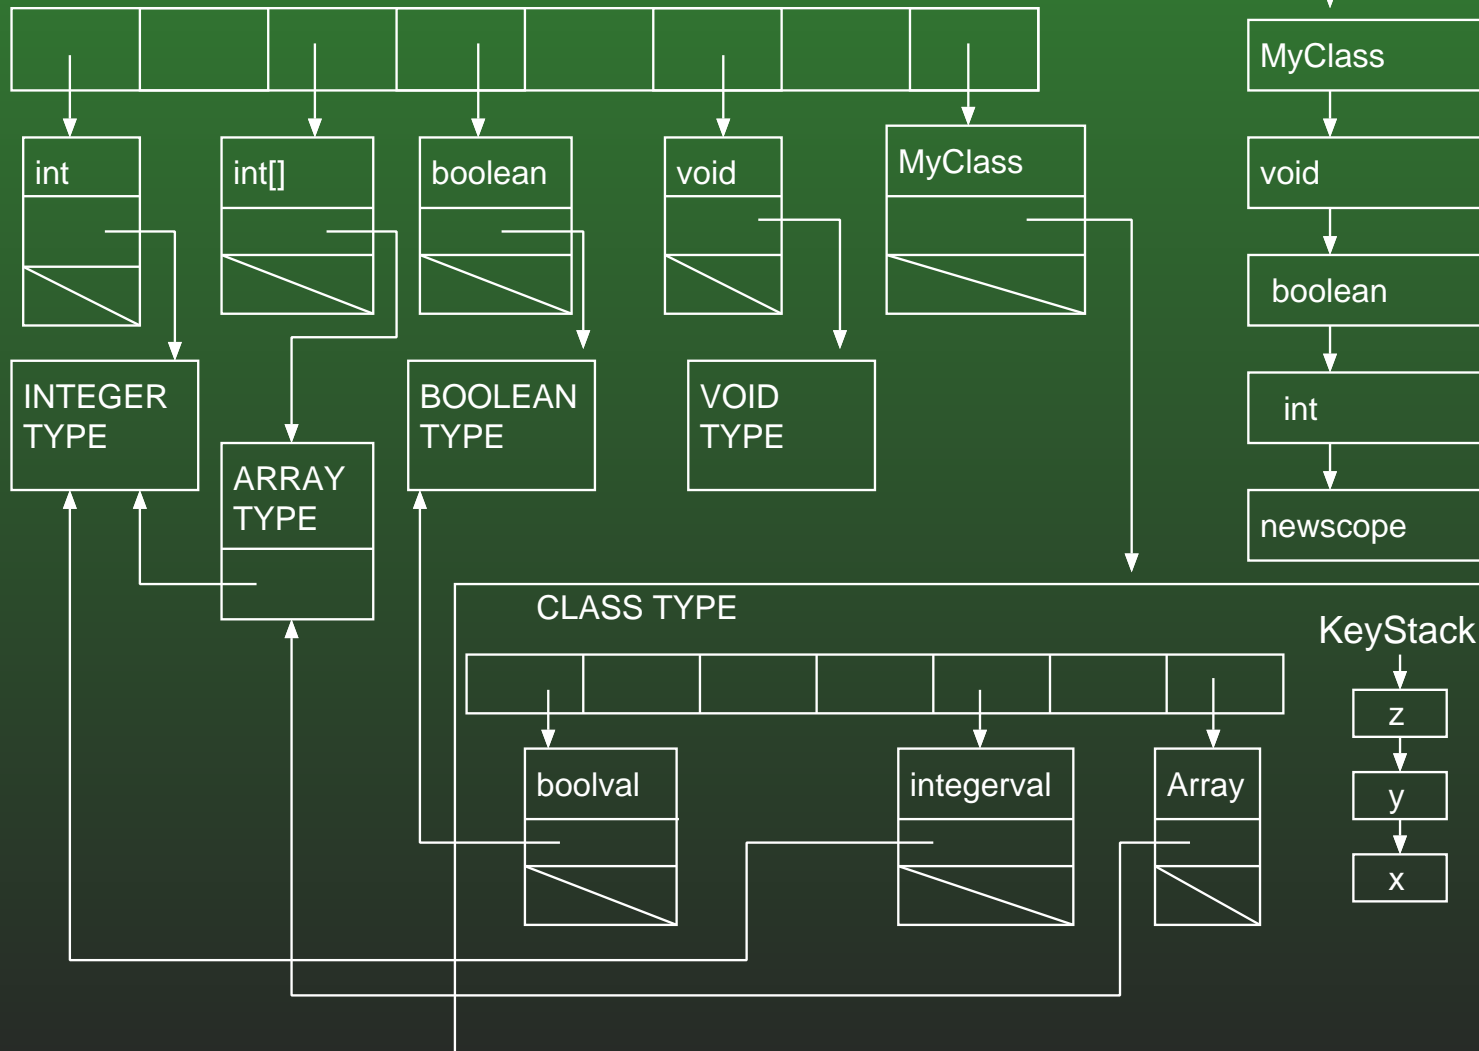 MyClass
int
int[]
boolean
void
MyClass
void
boolean
INTEGER
TYPE
BOOLEAN
TYPE
VOID
TYPE
int
ARRAY
TYPE
newscope
CLASS TYPE
KeyStack
z
boolval
integerval
Array
y
x